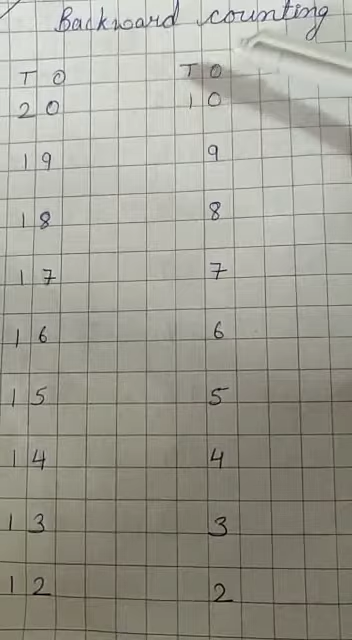 Backward counting
T O T O
2 0 1 0
1 9 9
1 8 8
1 7 7
1 6 6
1 5 5
1 4 4
1 3 3
1 2 2